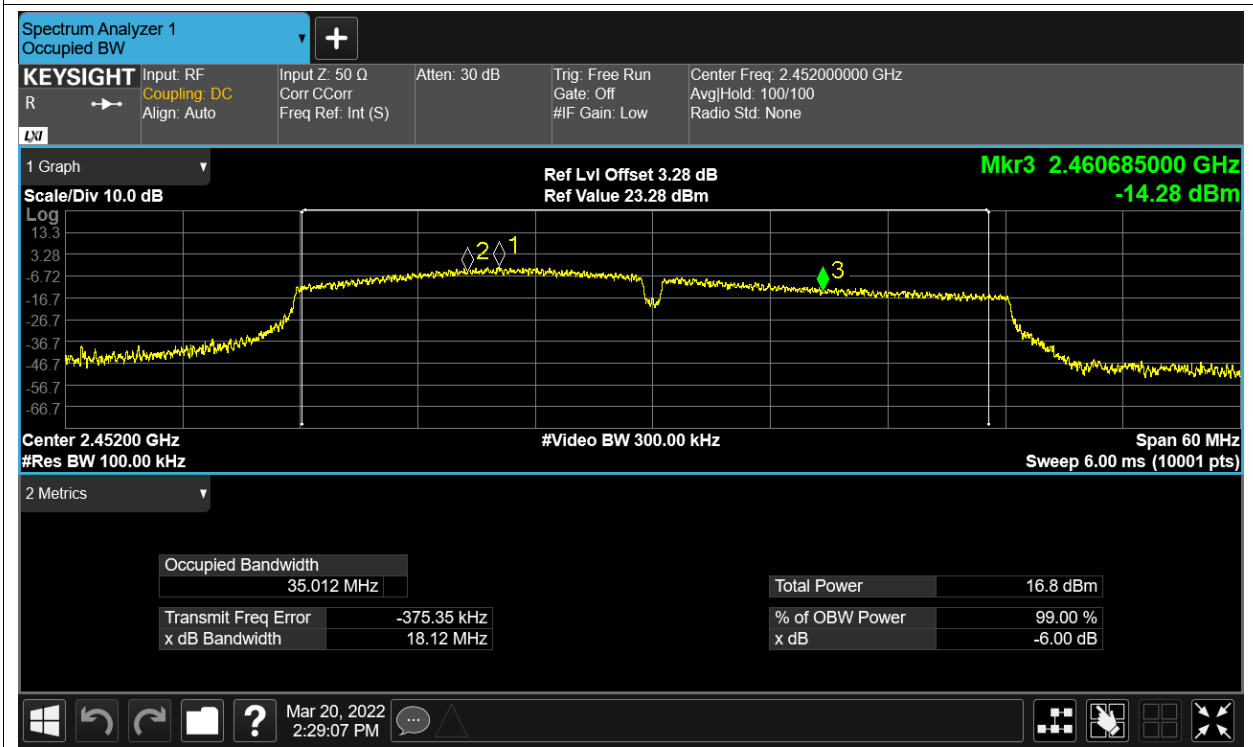 Spectrum Analyzer 1
Occupied BW
KEYSIGHT
R
LXI
Input: RF
Coupling: DC
Align: Auto
Input Z: 50 Ω
Corr CCorr
Freq Ref: Int (S)
Atten: 30 dB
Trig: Free Run
Gate: Off
#IF Gain: Low
Center Freq: 2.452000000 GHz
Avg|Hold: 100/100
Radio Std: None
1 Graph
Scale/Div 10.0 dB
Ref Lvl Offset 3.28 dB
Ref Value 23.28 dBm
Mkr3 2.460685000 GHz
-14.28 dBm
Log
13.3
3.28
-6.72
-16.7
-26.7
-36.7
-46.7
-56.7
-66.7
2
1
3
Center 2.45200 GHz
#Res BW 100.00 kHz
#Video BW 300.00 kHz
Span 60 MHz
Sweep 6.00 ms (10001 pts)
2 Metrics
Occupied Bandwidth
35.012 MHz
Transmit Freq Error -375.35 kHz
x dB Bandwidth 18.12 MHz
Total Power 16.8 dBm
% of OBW Power 99.00 %
x dB -6.00 dB
?
Mar 20, 2022
2:29:07 PM